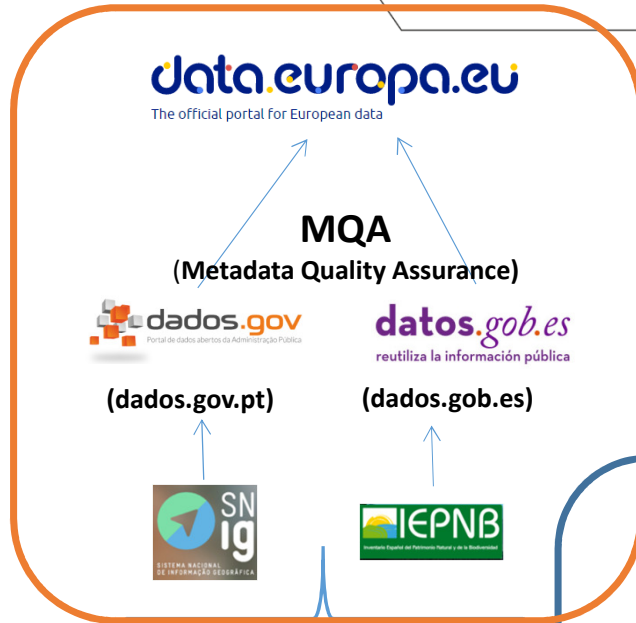 data.europa.eu
The official portal for European data
MQA
(Metadata Quality Assurance)
dados.gov
Portal de dados abertos da Administração Pública
datos.gob.es
reutiliza la información pública
(dados.gov.pt)
(dados.gob.es)
SN
ig
SISTEMA NACIONAL
DE INFORMAÇÃO GEOGRÁFICA
IEPNB
Inventario Español del Patrimonio Natural y de la Biodiversidad